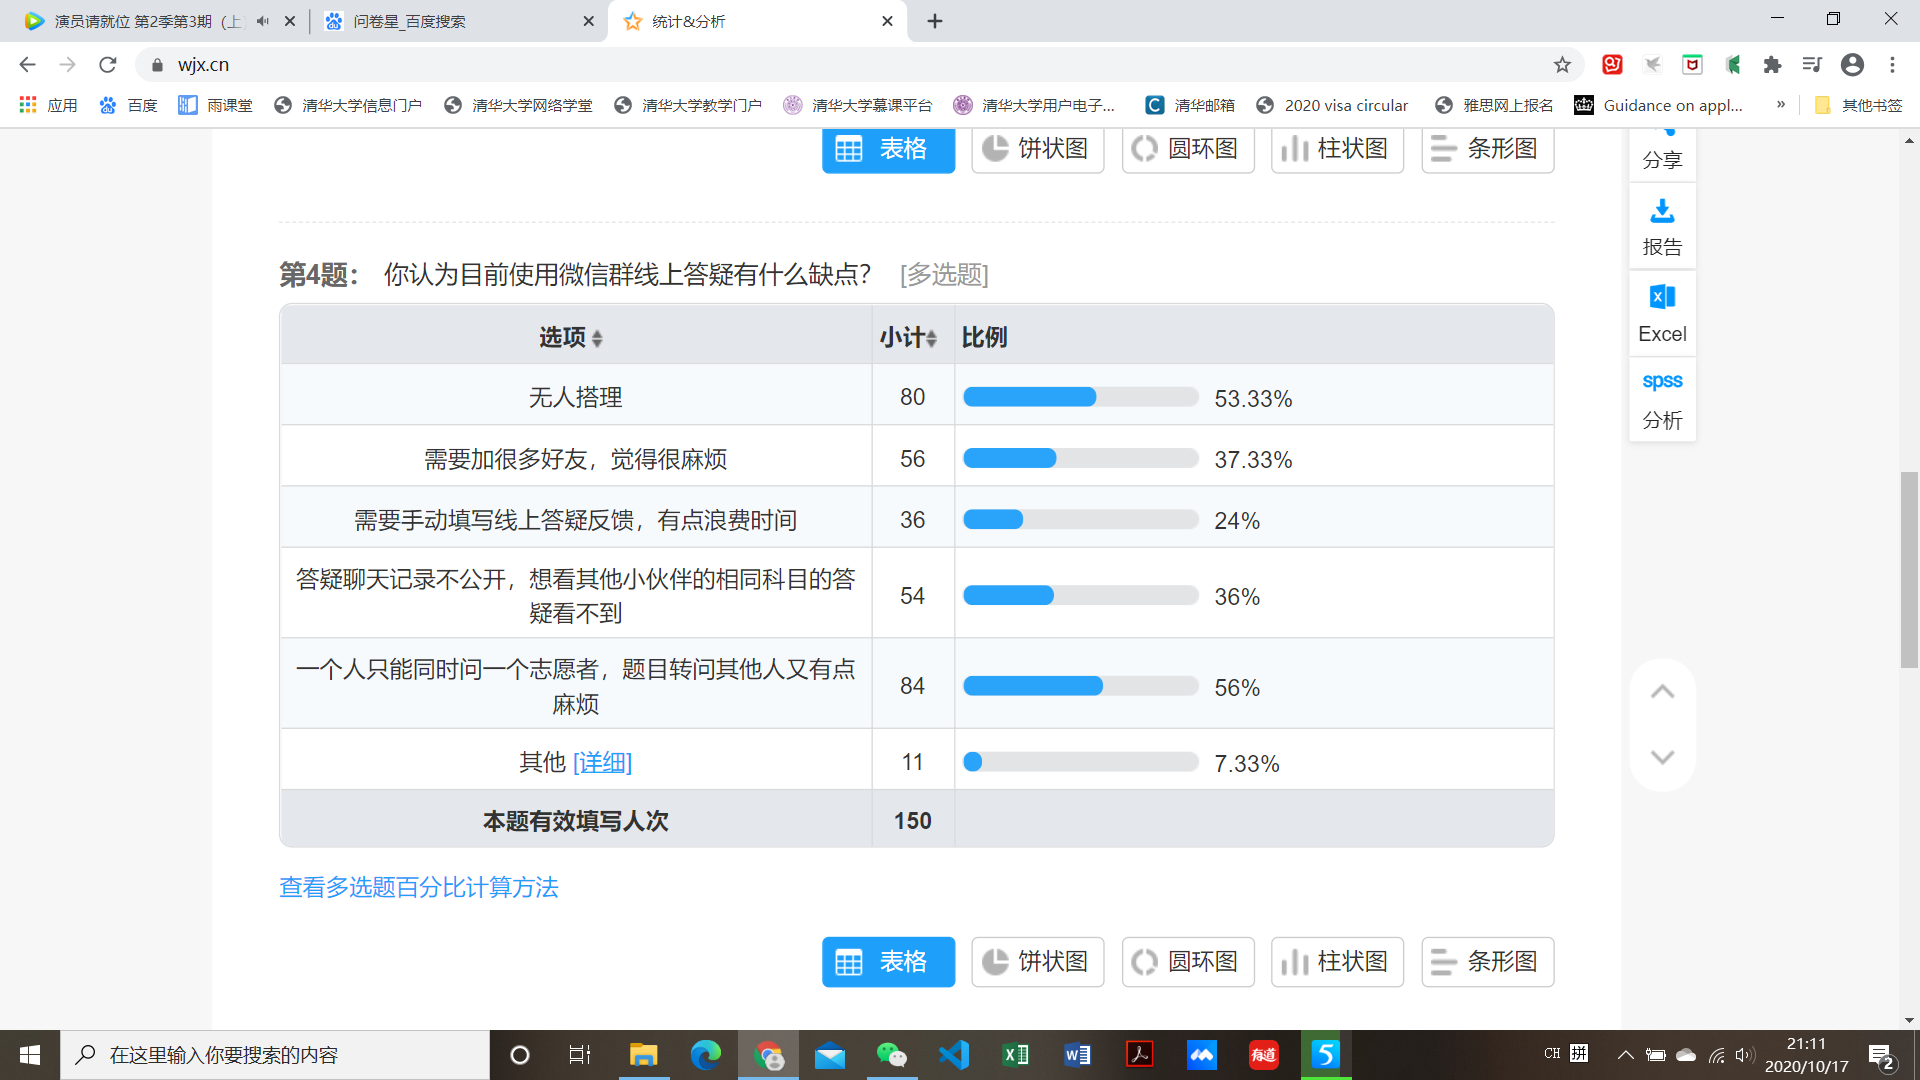 演员请就位 第2季第3期（上
问卷星_百度搜索
统计&分析
wjx.cn
应用 百度 雨课堂 清华大学信息门户 清华大学网络学堂 清华大学教学门户 清华大学慕课平台 清华大学用户电子... 清华邮箱 2020 visa circular 雅思网上报名 Guidance on appl... » 其他书签
表格 饼状图 圆环图 柱状图 条形图
分享
报告
Excel
spss
分析
第4题： 你认为目前使用微信群线上答疑有什么缺点？ [多选题]
选项 小计 比例
无人搭理 80 53.33%
需要加很多好友，觉得很麻烦 56 37.33%
需要手动填写线上答疑反馈，有点浪费时间 36 24%
答疑聊天记录不公开，想看其他小伙伴的相同科目的答
疑看不到 54 36%
一个人只能同时问一个志愿者，题目转问其他人又有点
麻烦 84 56%
其他 [详细] 11 7.33%
本题有效填写人次 150
查看多选题百分比计算方法
表格 饼状图 圆环图 柱状图 条形图
在这里输入你要搜索的内容
有道
5
CH 拼
21:11
2020/10/17
2